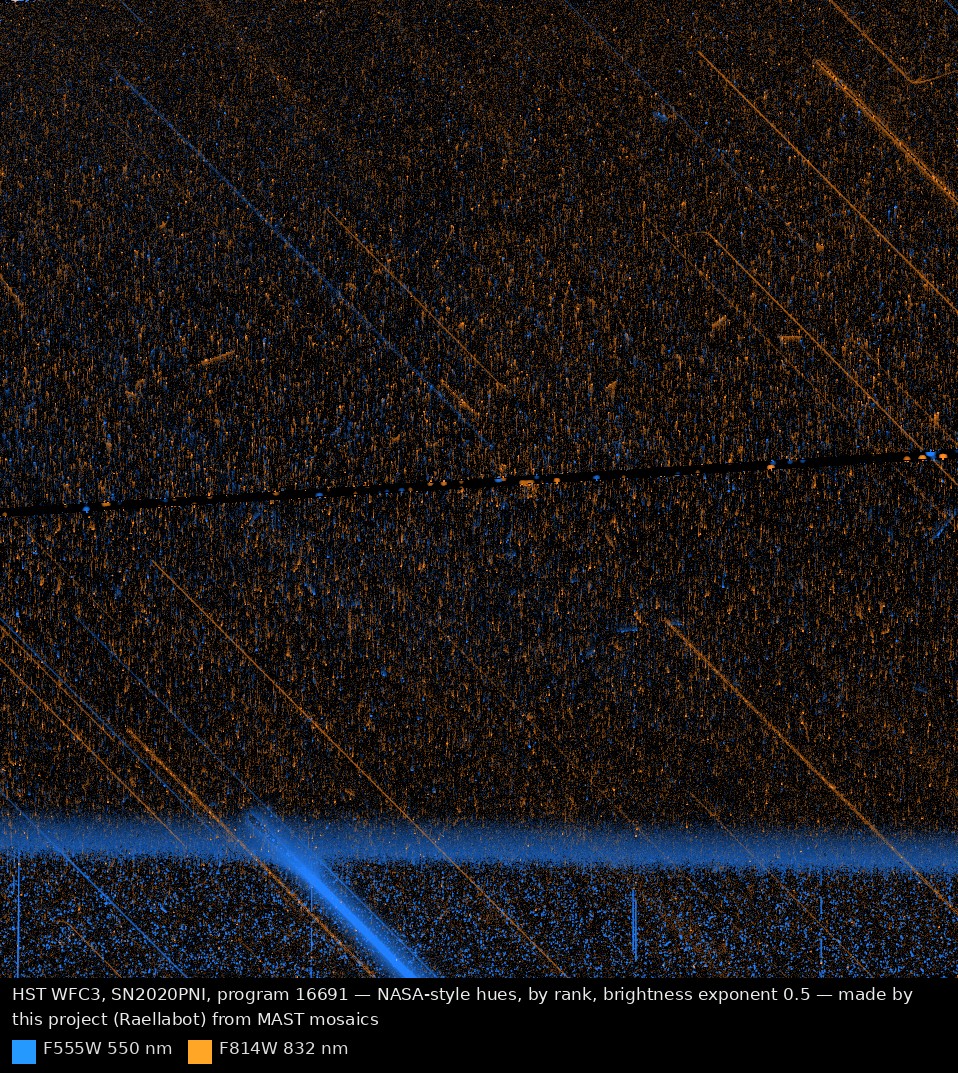 HST WFC3, SN2020PNI, program 16691 — NASA-style hues, by rank, brightness exponent 0.5 — made by
this project (Raellabot) from MAST mosaics
F555W 550 nm F814W 832 nm